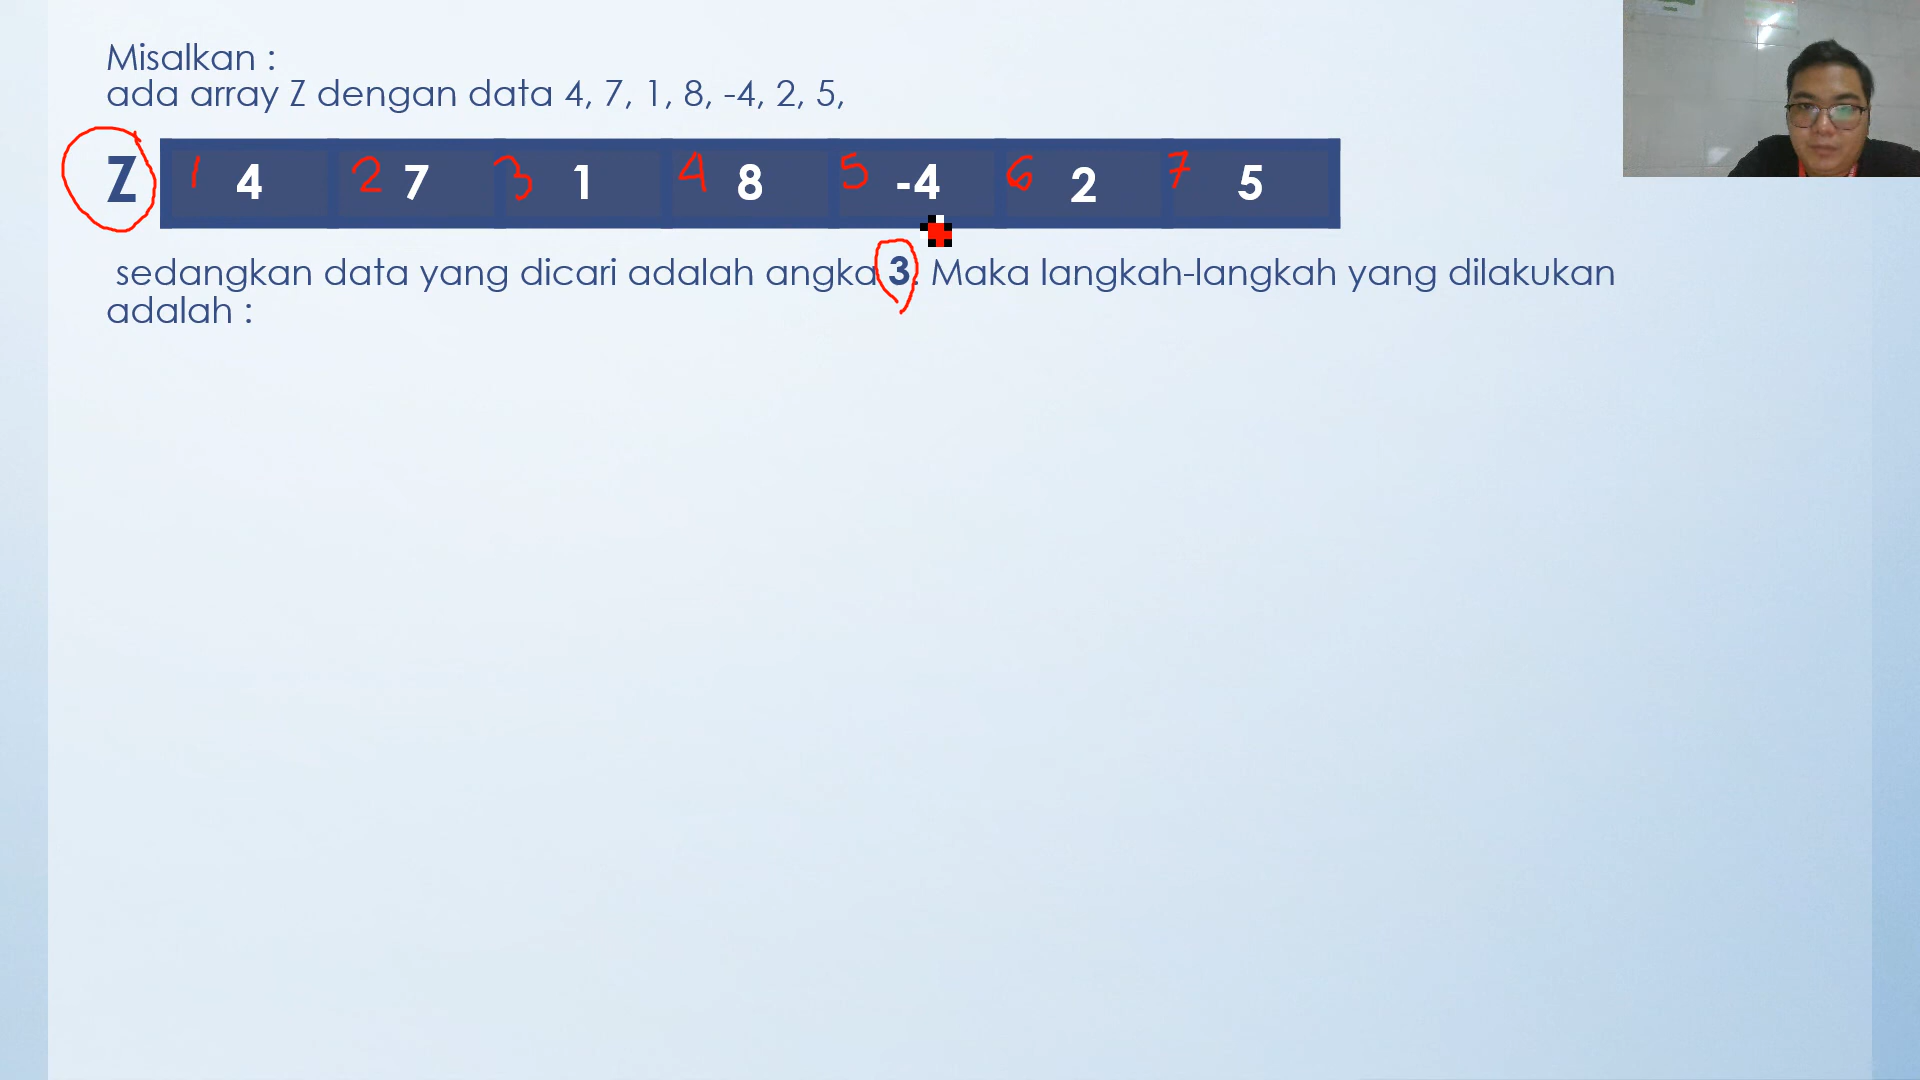 Misalkan :
ada array Z dengan data 4, 7, 1, 8, -4, 2, 5,
Z 1 4 2 7 3 1 4 8 5 -4 6 2 7 5
sedangkan data yang dicari adalah angka 3. Maka langkah-langkah yang dilakukan
adalah :